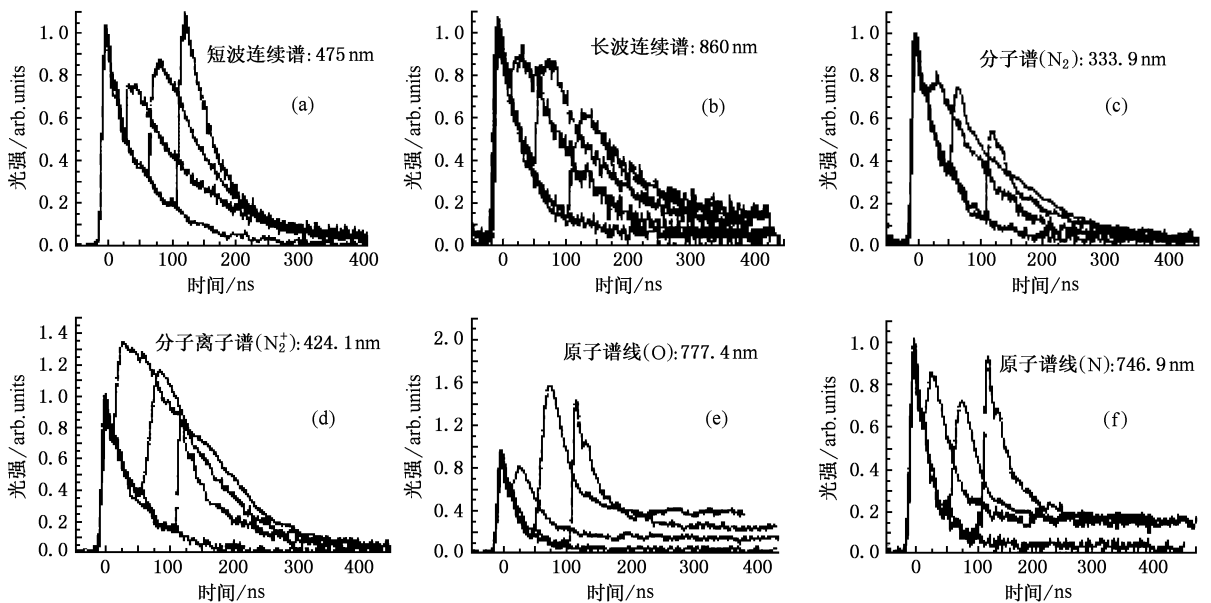 1. 0
0. 8
0. 6
0. 4
0. 2
0. 0
光强/arb. units
短波连续谱: 475 nm
(a)
0 100 200 300 400
时间/ns
1. 0
0. 8
0. 6
0. 4
0. 2
0. 0
光强/arb. units
长波连续谱: 860 nm
(b)
0 100 200 300 400
时间/ns
1. 0
0. 8
0. 6
0. 4
0. 2
0. 0
光强/arb. units
分子谱(N₂): 333. 9 nm
(c)
0 100 200 300 400
时间/ns
1. 4
1. 2
1. 0
0. 8
0. 6
0. 4
0. 2
0. 0
光强/arb. units
分子离子谱(N₂⁺): 424. 1 nm
(d)
0 100 200 300 400
时间/ns
2. 0
1. 6
1. 2
0. 8
0. 4
0. 0
光强/arb. units
原子谱线(O): 777. 4 nm
(e)
0 100 200 300 400
时间/ns
1. 0
0. 8
0. 6
0. 4
0. 2
0. 0
光强/arb. units
原子谱线(N): 746. 9 nm
(f)
0 100 200 300 400
时间/ns